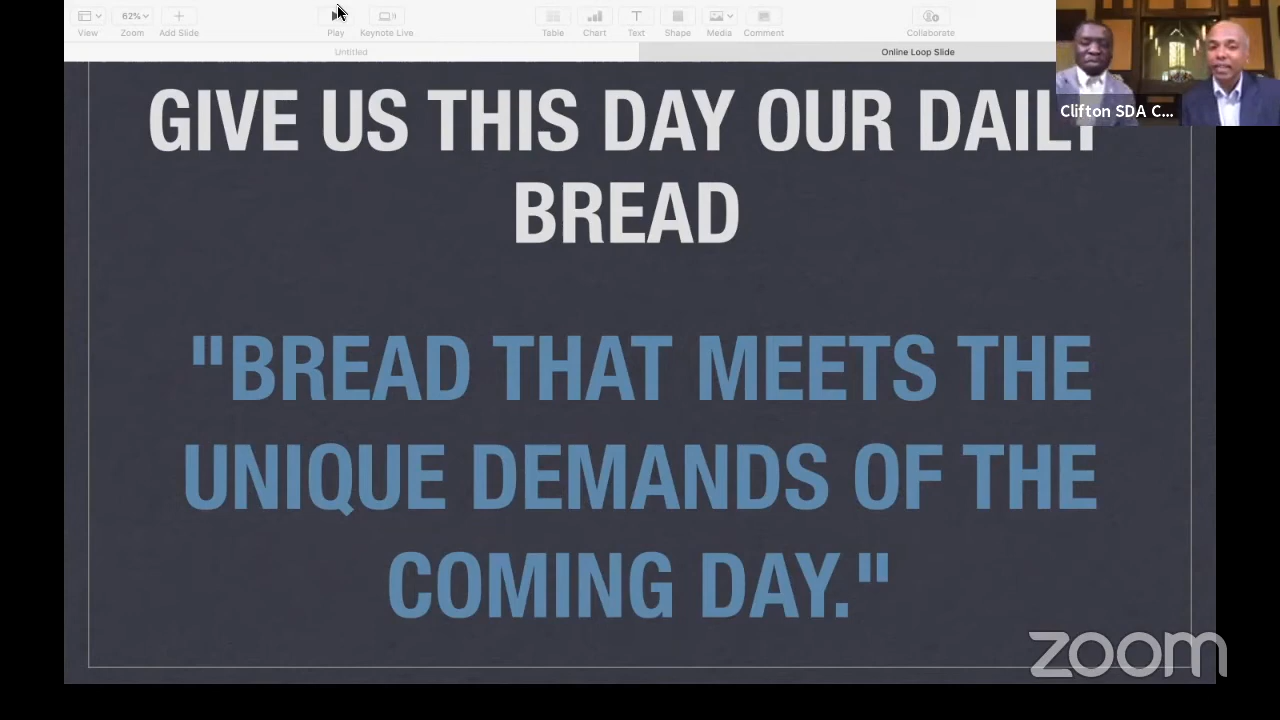 62%
View
Zoom
Add Slide
Play
Keynote Live
Table
Chart
Text
Shape
Media
Comment
Collaborate
Untitled
Online Loop Slide
Clifton SDA C...
GIVE US THIS DAY OUR DAILY
BREAD
"BREAD THAT MEETS THE
UNIQUE DEMANDS OF THE
COMING DAY."
zoom